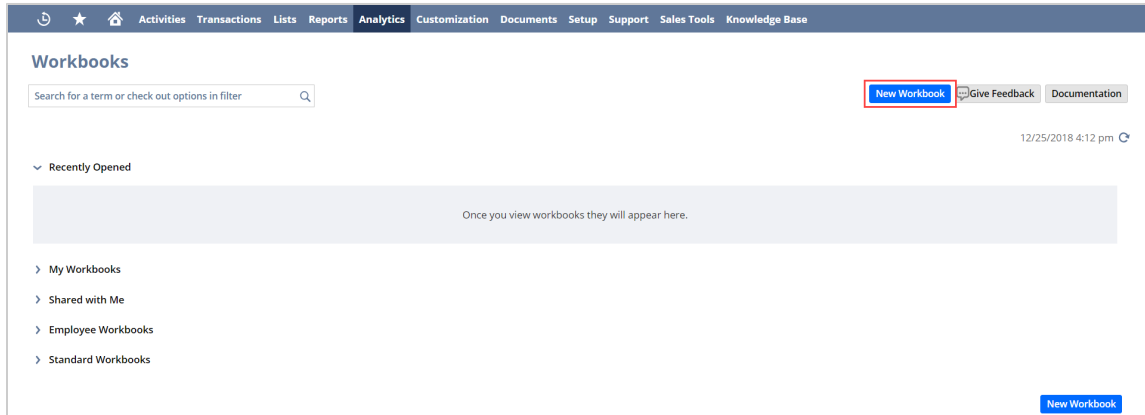 Activities Transactions Lists Reports Analytics Customization Documents Setup Support Sales Tools Knowledge Base
Workbooks
Search for a term or check out options in filter
New Workbook Give Feedback Documentation
12/25/2018 4:12 pm
Recently Opened
Once you view workbooks they will appear here.
My Workbooks
Shared with Me
Employee Workbooks
Standard Workbooks
New Workbook